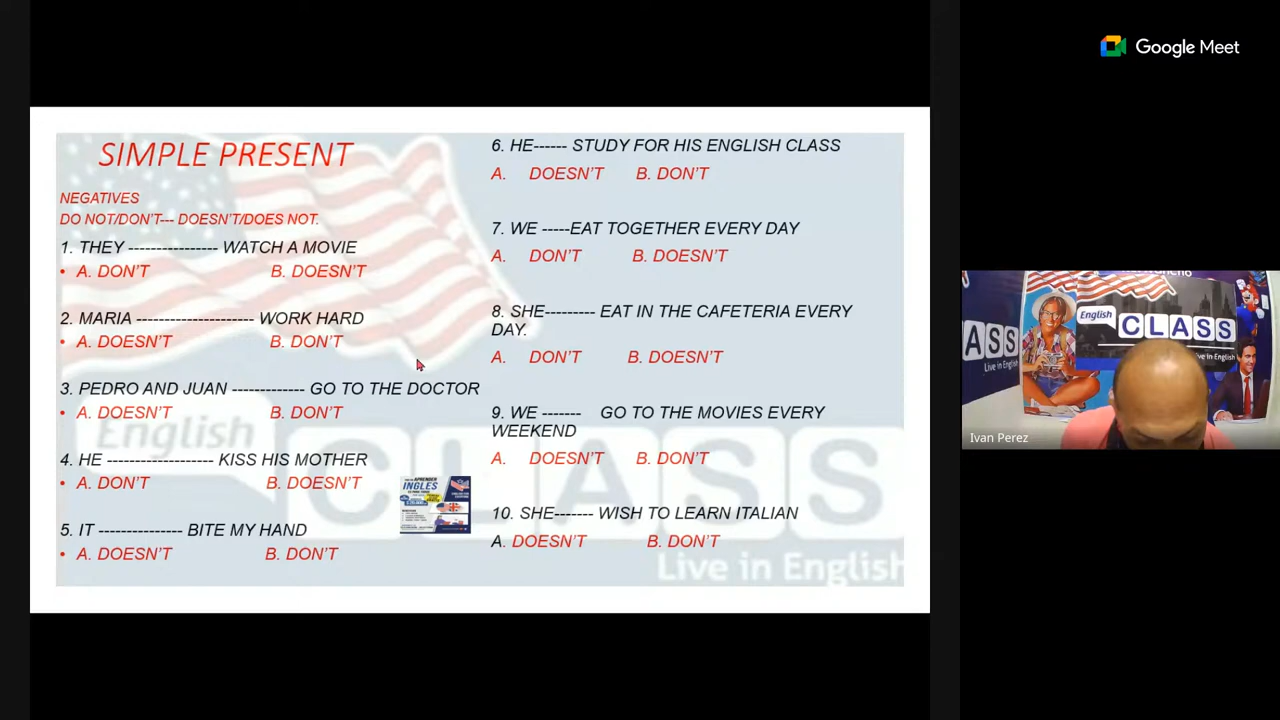 Google Meet
SIMPLE PRESENT
NEGATIVES
DO NOT/DON'T--- DOESN'T/DOES NOT.
1. THEY --------------- WATCH A MOVIE
• A. DON'T B. DOESN'T
2. MARIA -------------------- WORK HARD
• A. DOESN'T B. DON'T
3. PEDRO AND JUAN ------------ GO TO THE DOCTOR
• A. DOESN'T B. DON'T
4. HE ------------------ KISS HIS MOTHER
• A. DON'T B. DOESN'T
5. IT -------------- BITE MY HAND
• A. DOESN'T B. DON'T
6. HE------ STUDY FOR HIS ENGLISH CLASS
A. DOESN'T B. DON'T
7. WE -----EAT TOGETHER EVERY DAY
A. DON'T B. DOESN'T
8. SHE--------- EAT IN THE CAFETERIA EVERY
DAY.
A. DON'T B. DOESN'T
9. WE ------- GO TO THE MOVIES EVERY
WEEKEND
A. DOESN'T B. DON'T
10. SHE------- WISH TO LEARN ITALIAN
A. DOESN'T B. DON'T
English
CLASS
Live in English
APRENDER
INGLES
English
CLASS
ASS
Ivan Perez